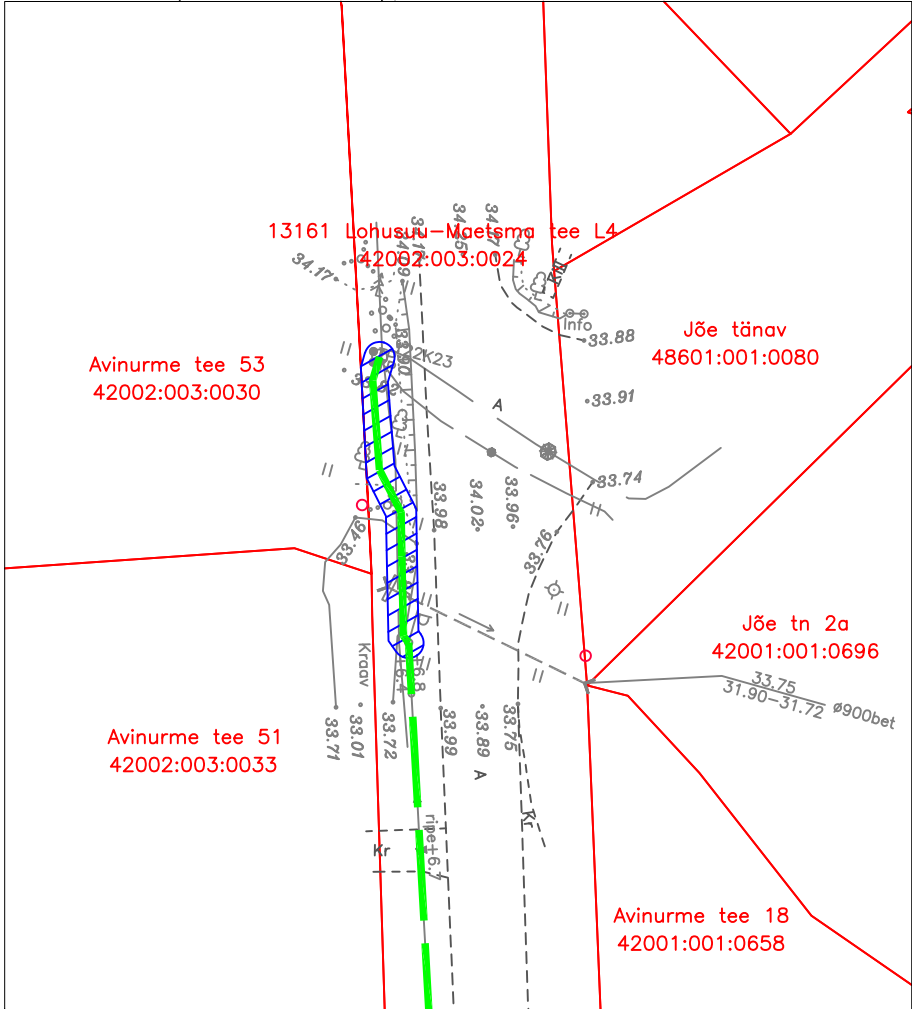 13161 Lohusuu-Maetsma tee L4
42002:003:0024
34.17
Info
33.88
Jõe tänav
48601:001:0080
Avinurme tee 53
42002:003:0030
33.91
A
33.74
33.98
34.02
33.96
33.76
33.46
Jõe tn 2a
42001:001:0696
33.75
31.90-31.72 ø900bet
Kraav
33.71
33.01
33.72
33.99
33.89
33.75
A
Avinurme tee 51
42002:003:0033
Kr
Kr
ripe+6.7
Avinurme tee 18
42001:001:0658